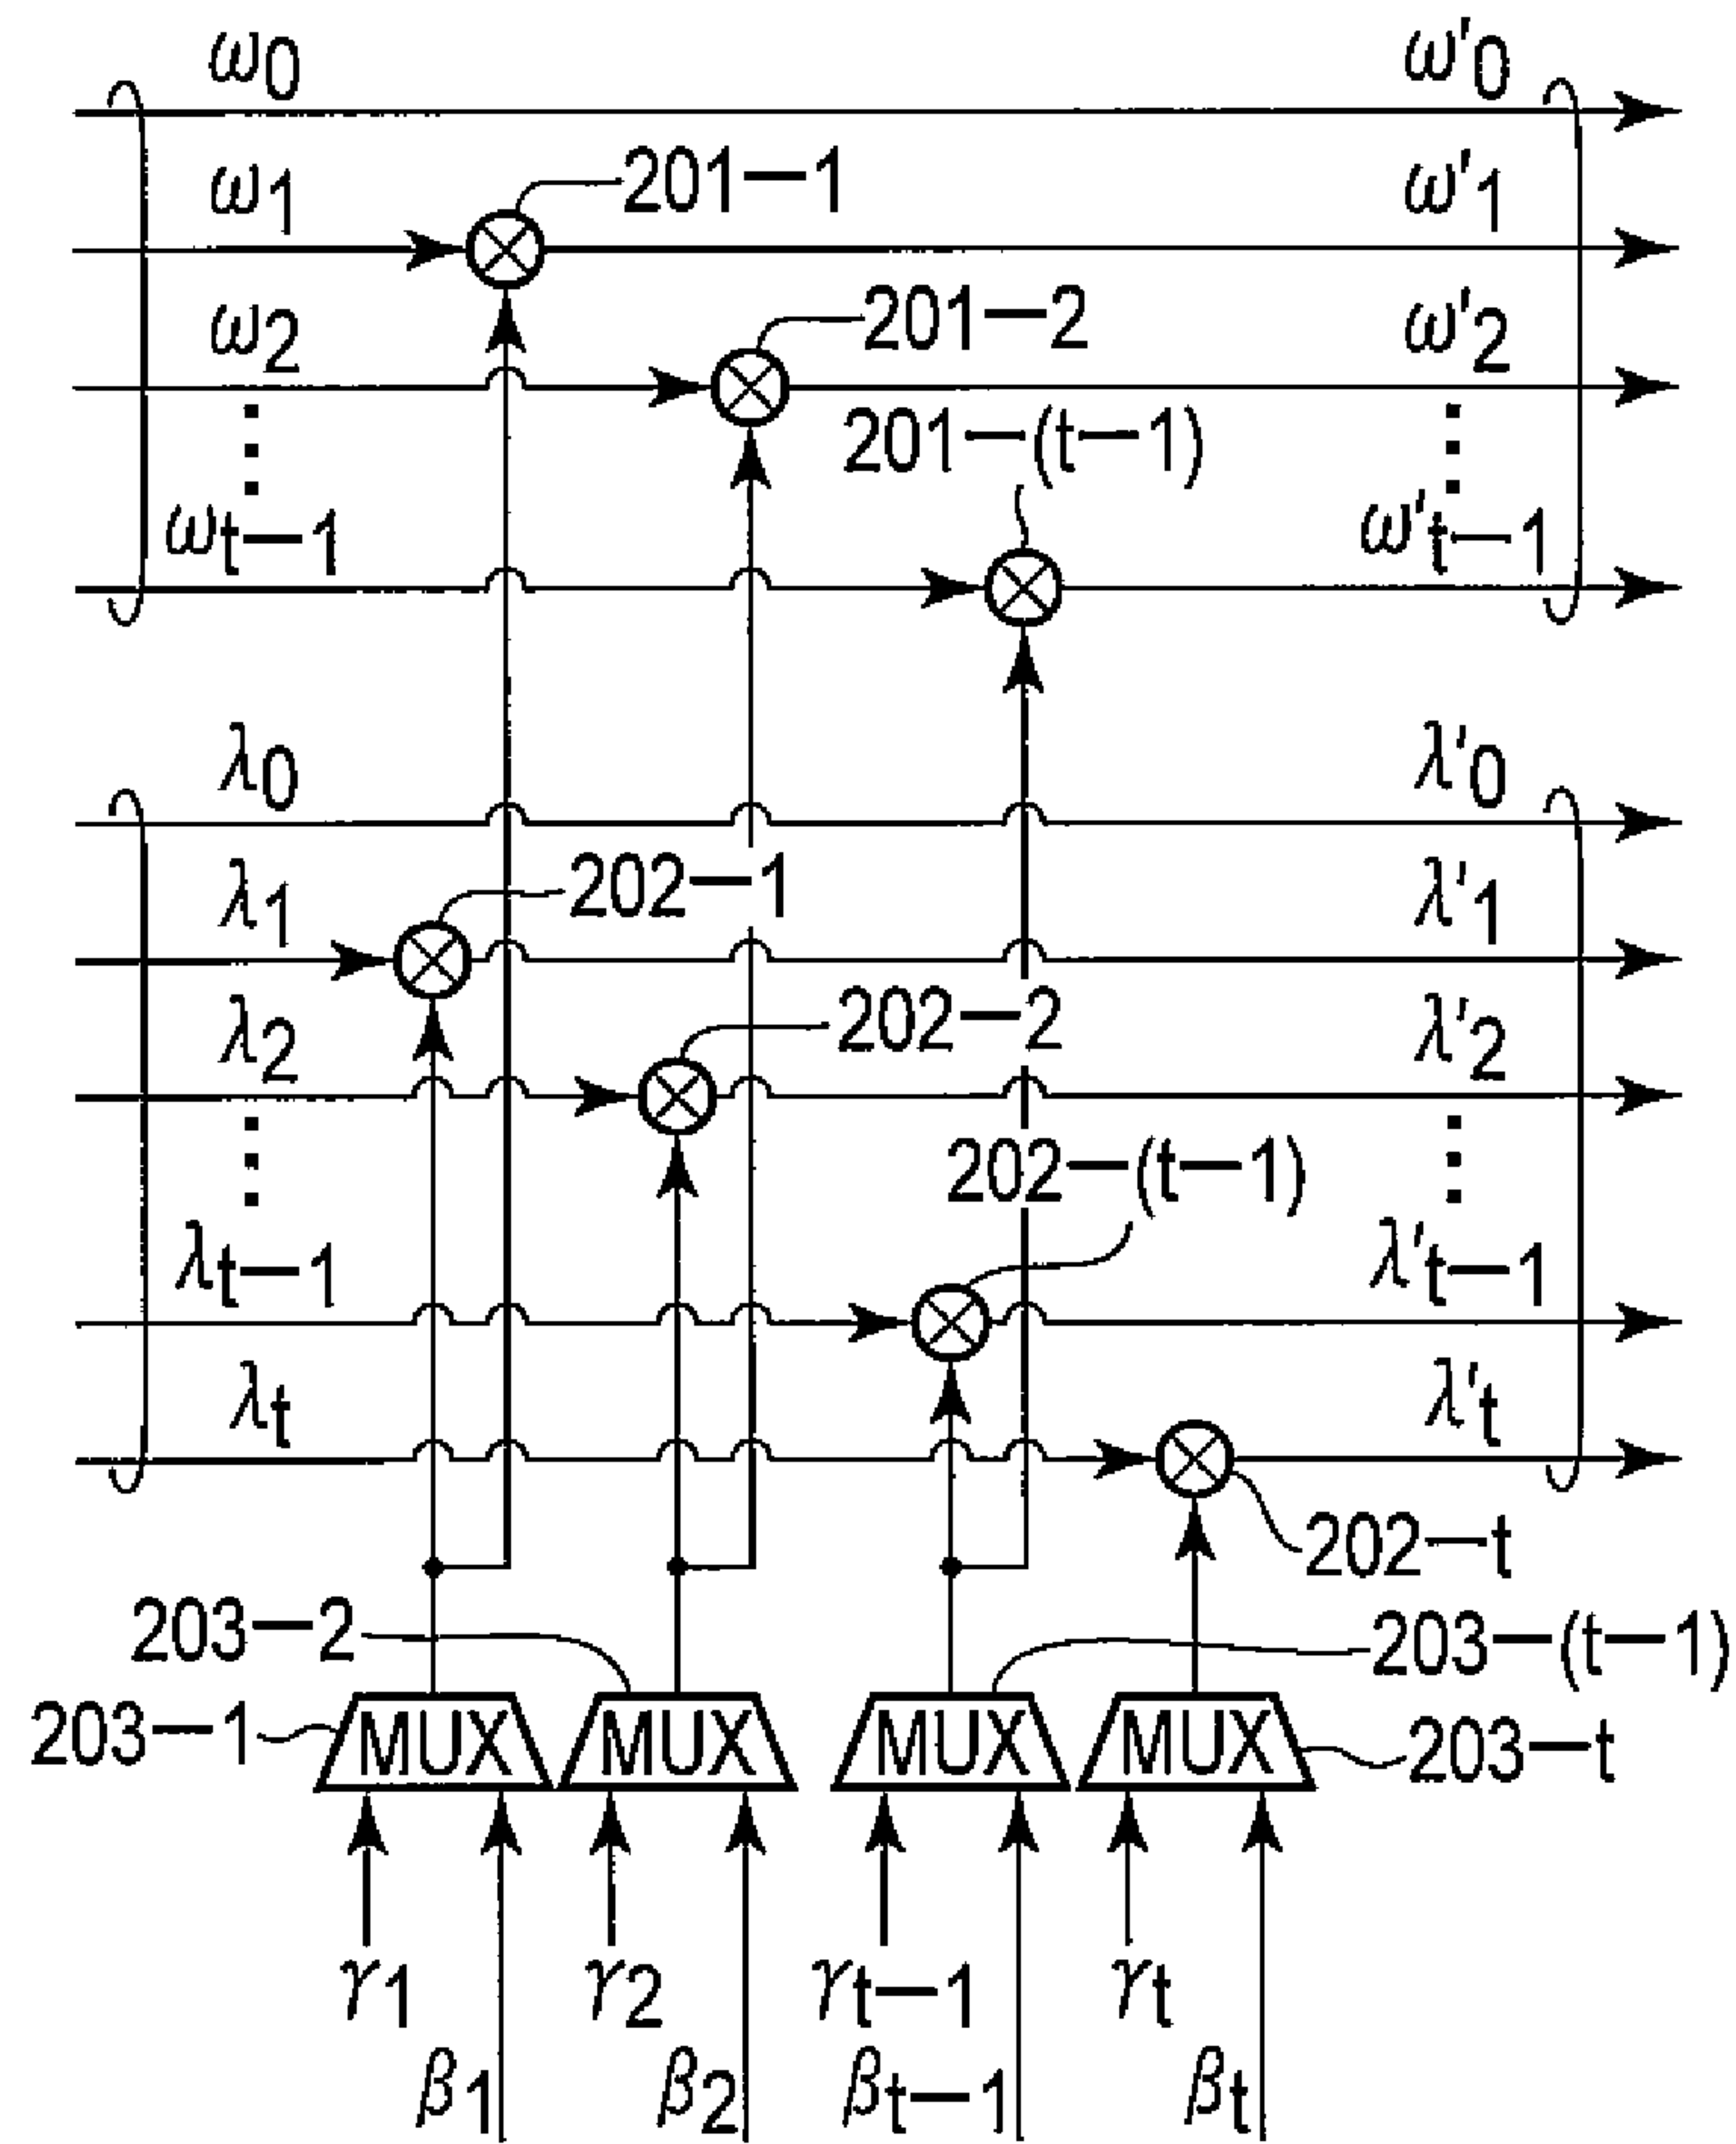 ω0 ω'0
201—1
ω1 ω'1
201—2
ω2 ω'2
201—(t—1)
ωt—1 ω't—1
λ0 λ'0
202—1
λ1 λ'1
202—2
λ2 λ'2
202—(t—1)
λt—1 λ't—1
λt λ't
202—t
203—2 203—(t—1)
203—1 MUX MUX MUX MUX 203—t
γ1 γ2 γt—1 γt
β1 β2 βt—1 βt